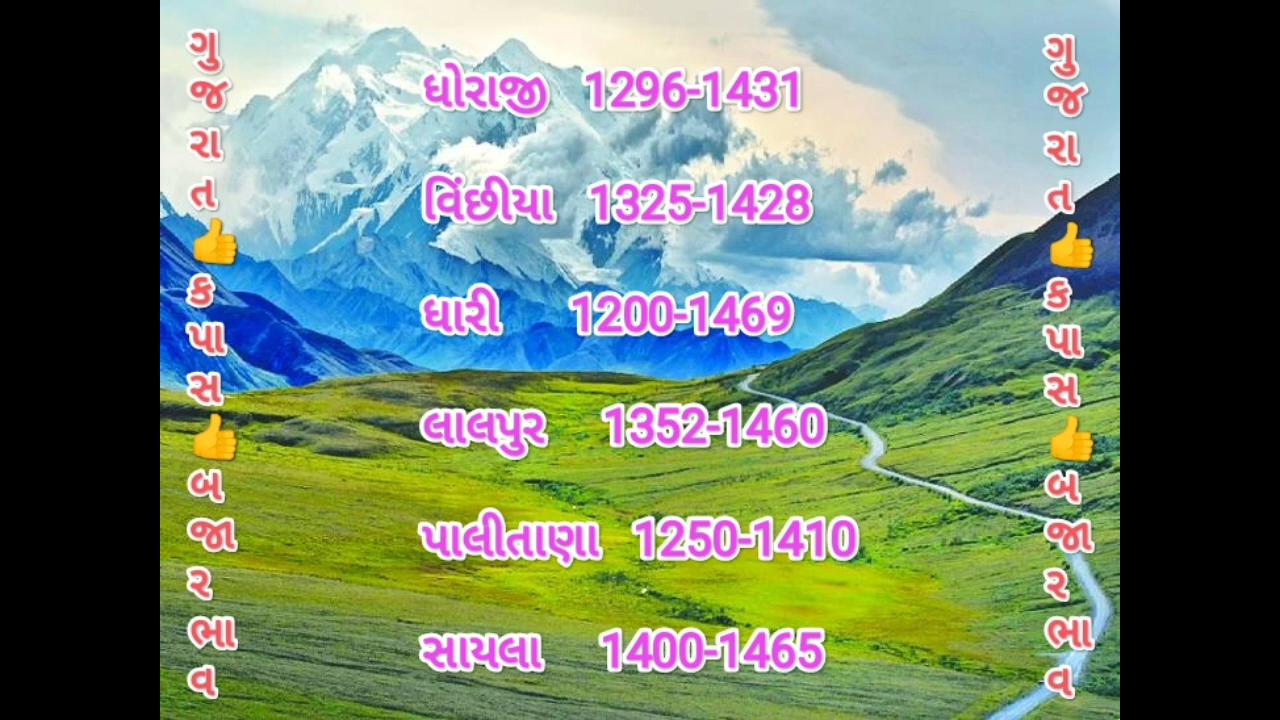 ગુજરાત👍કપાસ👍બજારભાવ
ધોરાજી 1296-1431
વિંછીયા 1325-1428
ધારી 1200-1469
લાલપુર 1352-1460
પાલીતાણા 1250-1410
સાયલા 1400-1465
ગુજરાત👍કપાસ👍બજારભાવ